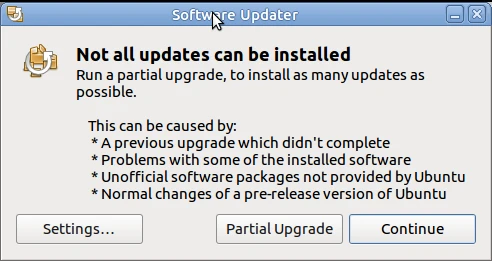 Software Updater
Not all updates can be installed
Run a partial upgrade, to install as many updates as
possible.
This can be caused by:
* A previous upgrade which didn't complete
* Problems with some of the installed software
* Unofficial software packages not provided by Ubuntu
* Normal changes of a pre-release version of Ubuntu
Settings...
Partial Upgrade
Continue